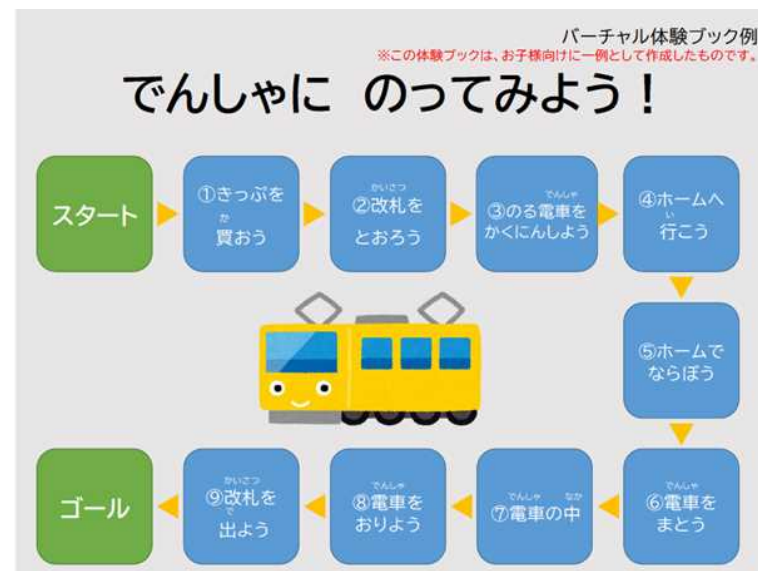 バーチャル体験ブック例
※この体験ブックは、お子様向けに一例として作成したものです。
でんしゃに のってみよう！
スタート
①きっぷを
か
買おう
かいさつ
②改札を
とおろう
でんしゃ
③のる電車を
かくにんしよう
④ホームへ
い
行こう
⑤ホームで
ならぼう
でんしゃ
⑥電車を
まとう
でんしゃ なか
⑦電車の中
でんしゃ
⑧電車を
おりよう
かいさつ
⑨改札を
で
出よう
ゴール